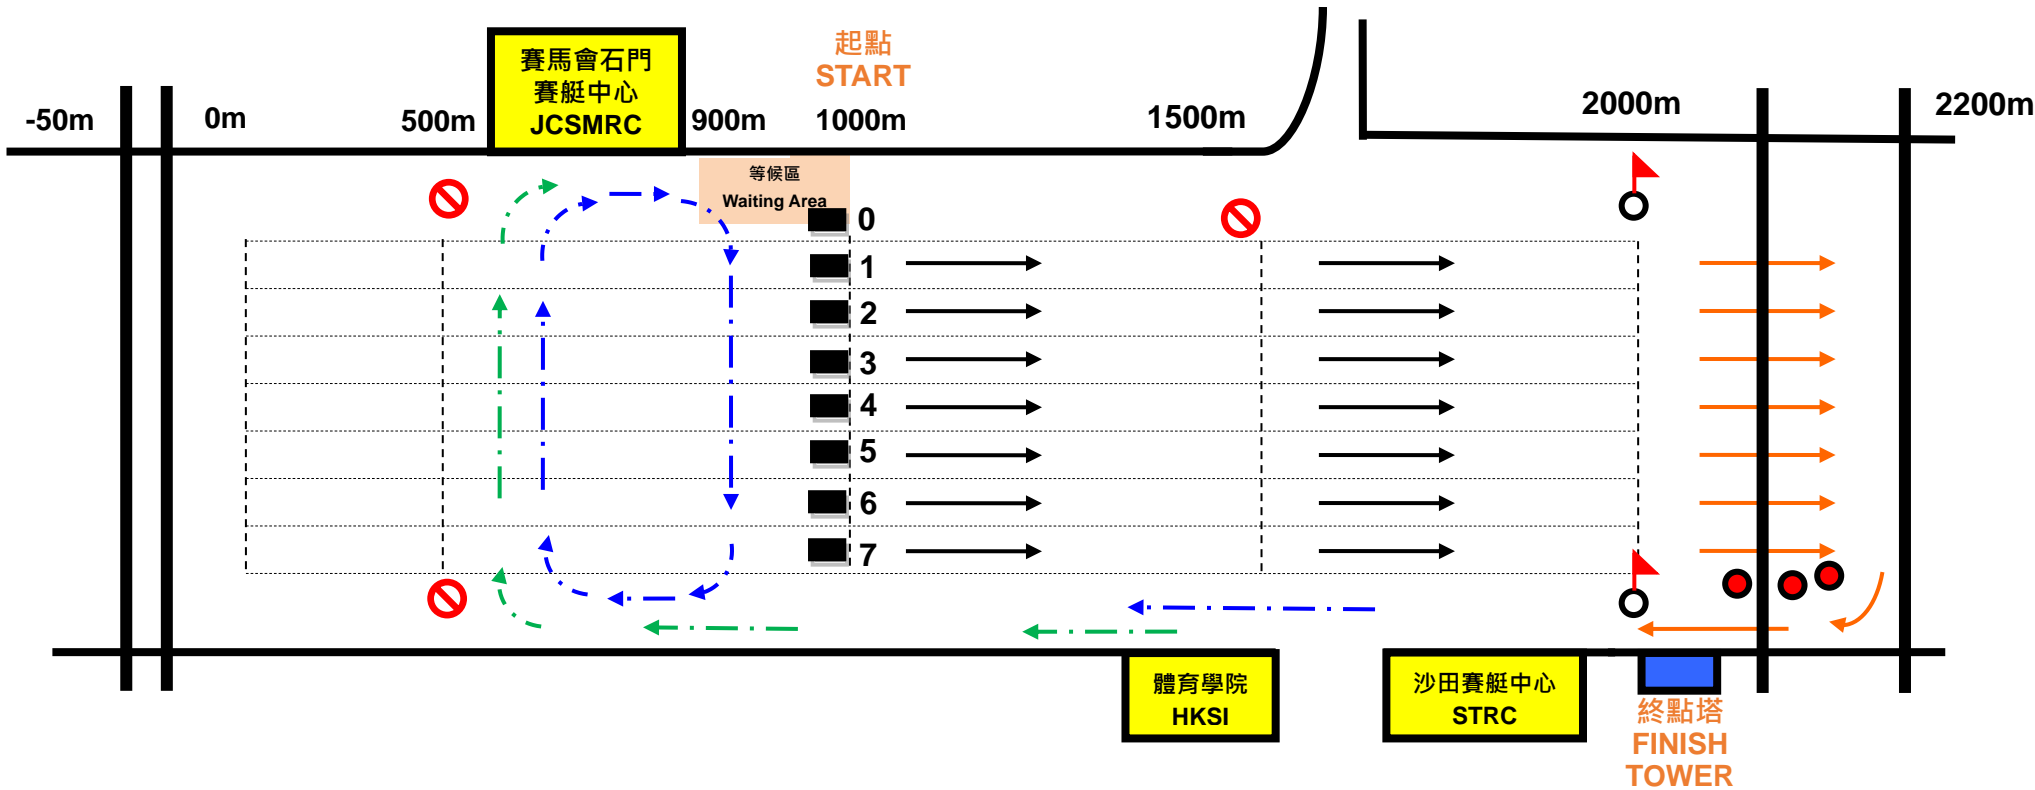 起點
START
賽馬會石門
賽艇中心
JCSMRC
-50m
0m
500m
900m
1000m
1500m
2000m
2200m
等候區
Waiting Area
0
1
2
3
4
5
6
7
體育學院
HKSI
沙田賽艇中心
STRC
終點塔
FINISH
TOWER